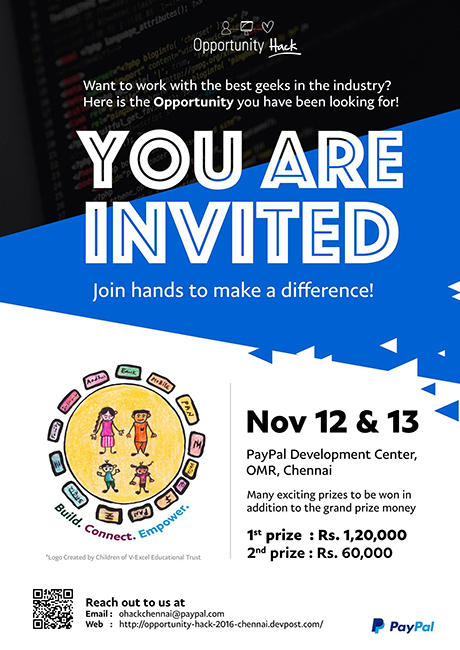 Opportunity Hack
Want to work with the best geeks in the industry?
Here is the Opportunity you have been looking for!
YOU ARE
INVITED
Join hands to make a difference!
Aadhar
Bank
Mobile
PAN
Build. Connect. Empower.
*Logo Created by Children of V-Excel Educational Trust
Nov 12 & 13
PayPal Development Center,
OMR, Chennai
Many exciting prizes to be won in
addition to the grand prize money
1st prize : Rs. 1,20,000
2nd prize : Rs. 60,000
Reach out to us at
Email : ohackchennai@paypal.com
Web : http://opportunity-hack-2016-chennai.devpost.com/
PayPal